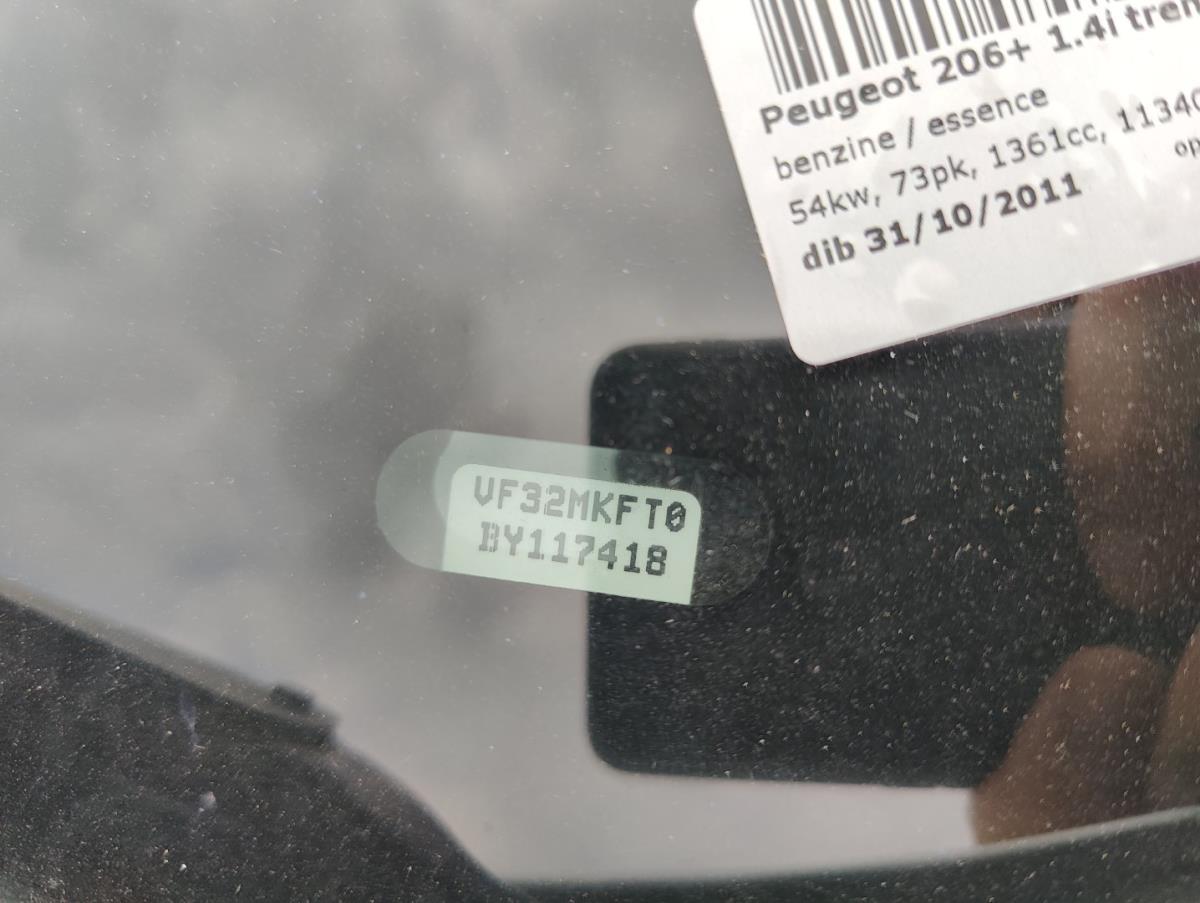 Peugeot 206+ 1.4i
benzine / essence
54kw, 73pk, 1361cc,
dib 31/10/2011
VF32MKFT0
BY117418